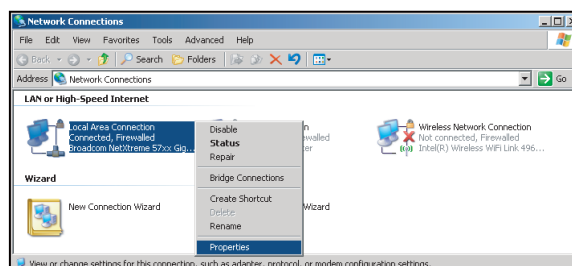 Network Connections
File Edit View Favorites Tools Advanced Help
Back Search Folders
Address Network Connections Go
LAN or High-Speed Internet
Local Area Connection
Connected, Firewalled
Broadcom NetXtreme 57xx Gig...
Disable
Status
Repair
Bridge Connections
Create Shortcut
Delete
Rename
Properties
Wireless Network Connection
Not connected, Firewalled
Intel(R) Wireless WiFi Link 496...
Wizard
New Connection Wizard
Wizard
View or change settings for this connection, such as adapter, protocol, or modem configuration settings.